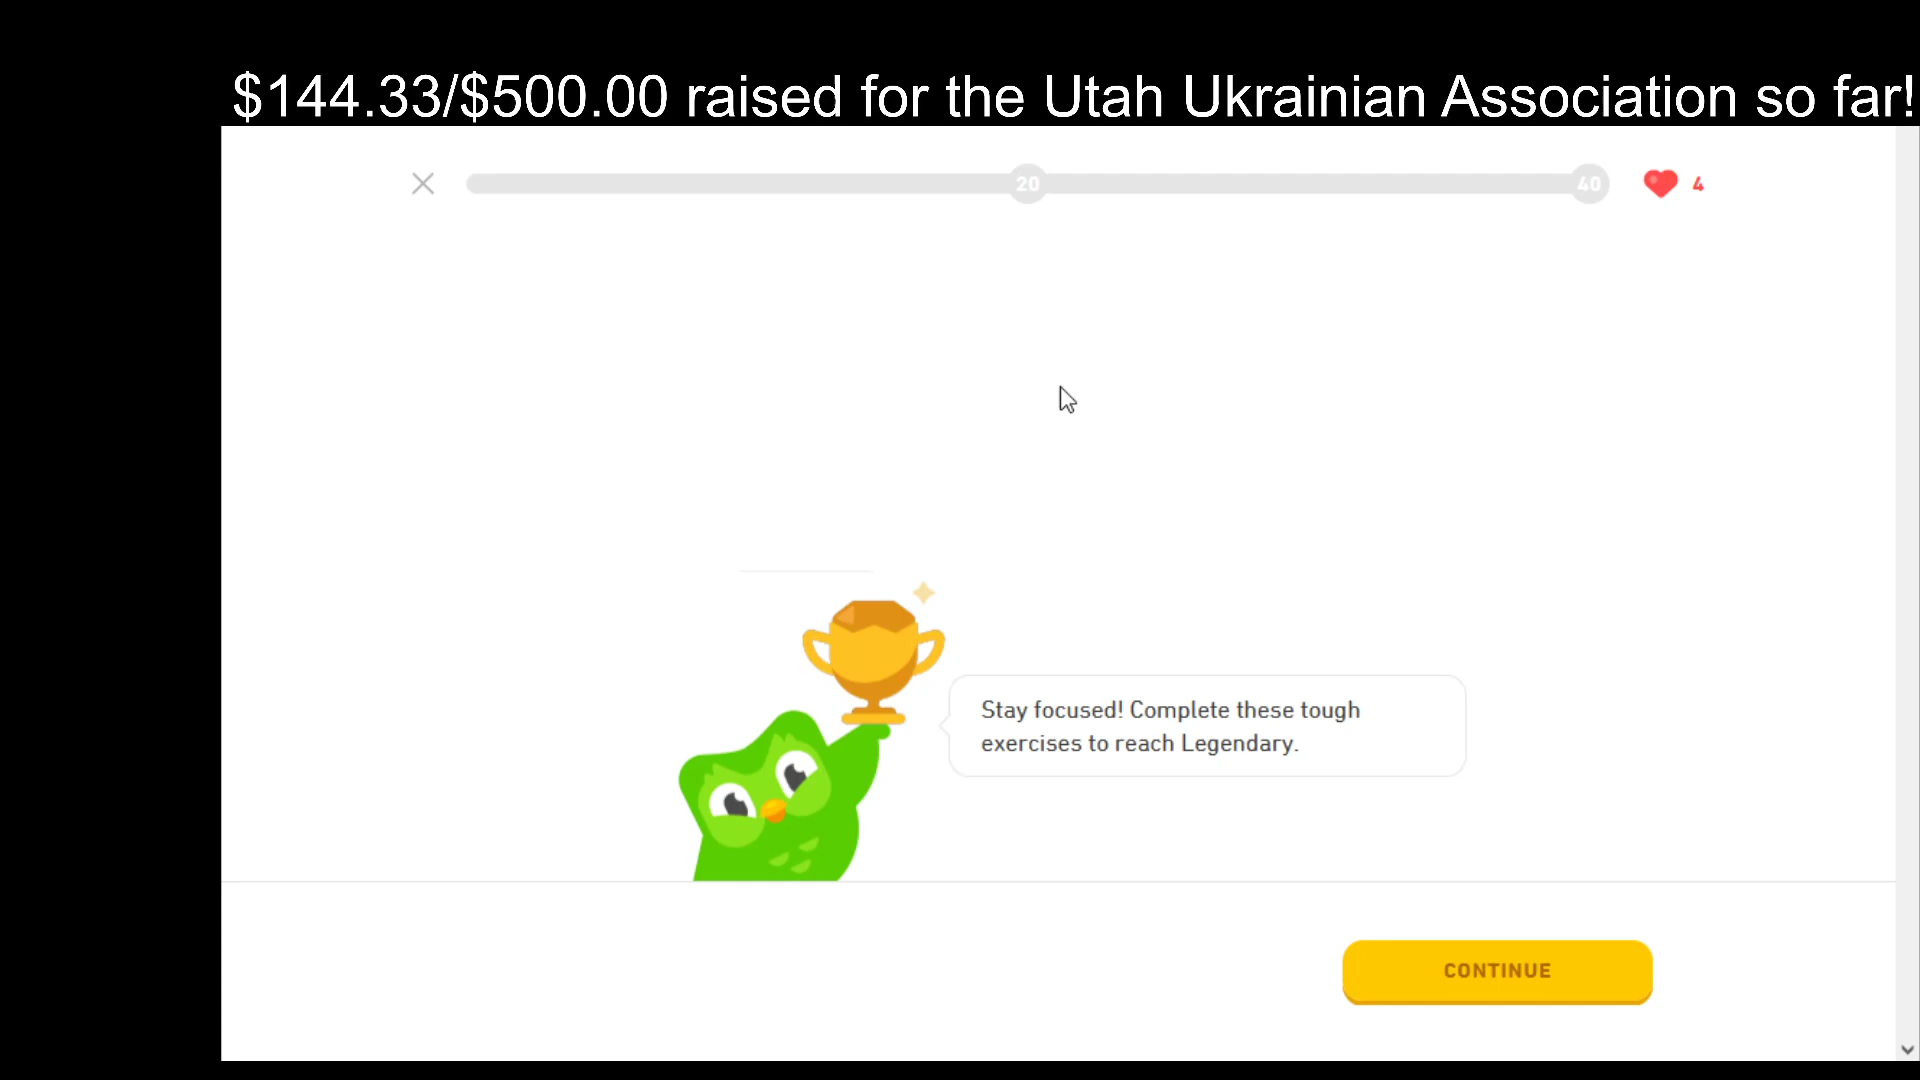 $144.33/$500.00 raised for the Utah Ukrainian Association so far!
20
40
4
Stay focused! Complete these tough
exercises to reach Legendary.
CONTINUE